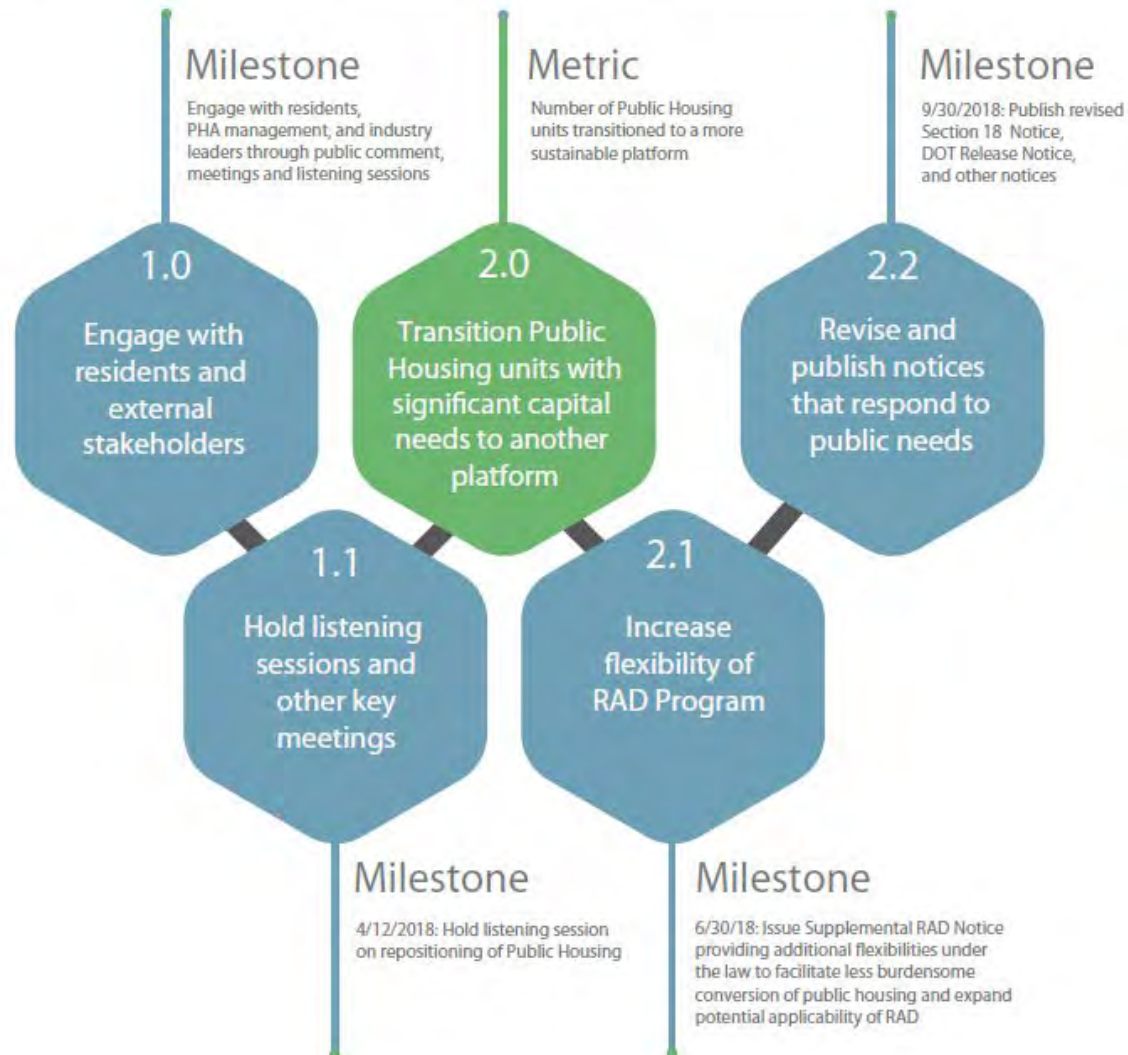 Milestone
Engage with residents,
PHA management, and industry
leaders through public comment,
meetings and listening sessions
Metric
Number of Public Housing
units transitioned to a more
sustainable platform
Milestone
9/30/2018: Publish revised
Section 18 Notice,
DOT Release Notice,
and other notices
1.0
Engage with
residents and
external
stakeholders
2.0
Transition Public
Housing units with
significant capital
needs to another
platform
2.2
Revise and
publish notices
that respond to
public needs
1.1
Hold listening
sessions and
other key
meetings
2.1
Increase
flexibility of
RAD Program
Milestone
4/12/2018: Hold listening session
on repositioning of Public Housing
Milestone
6/30/18: Issue Supplemental RAD Notice
providing additional flexibilities under
the law to facilitate less burdensome
conversion of public housing and expand
potential applicability of RAD